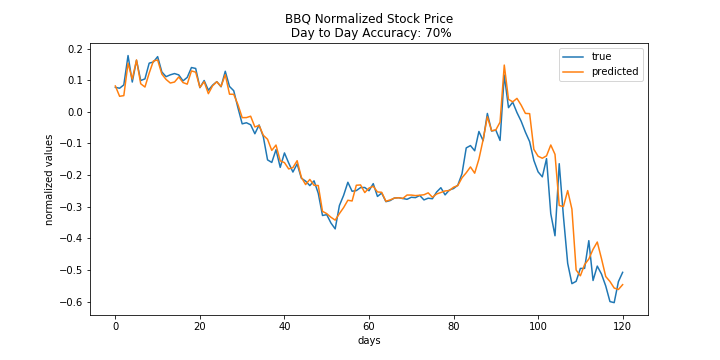 BBQ Normalized Stock Price
Day to Day Accuracy: 70%
true
predicted
normalized values
0.2
0.1
0.0
−0.1
−0.2
−0.3
−0.4
−0.5
−0.6
0
20
40
60
80
100
120
days